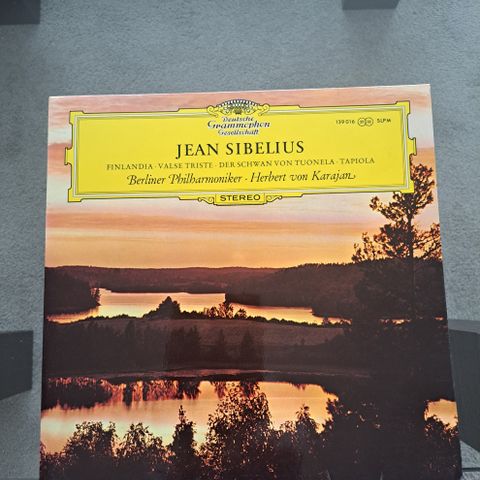 Deutsche
Grammophon
Gesellschaft
139 016 SLPM
JEAN SIBELIUS
FINLANDIA · VALSE TRISTE · DER SCHWAN VON TUONELA · TAPIOLA
Berliner Philharmoniker · Herbert von Karajan
STEREO